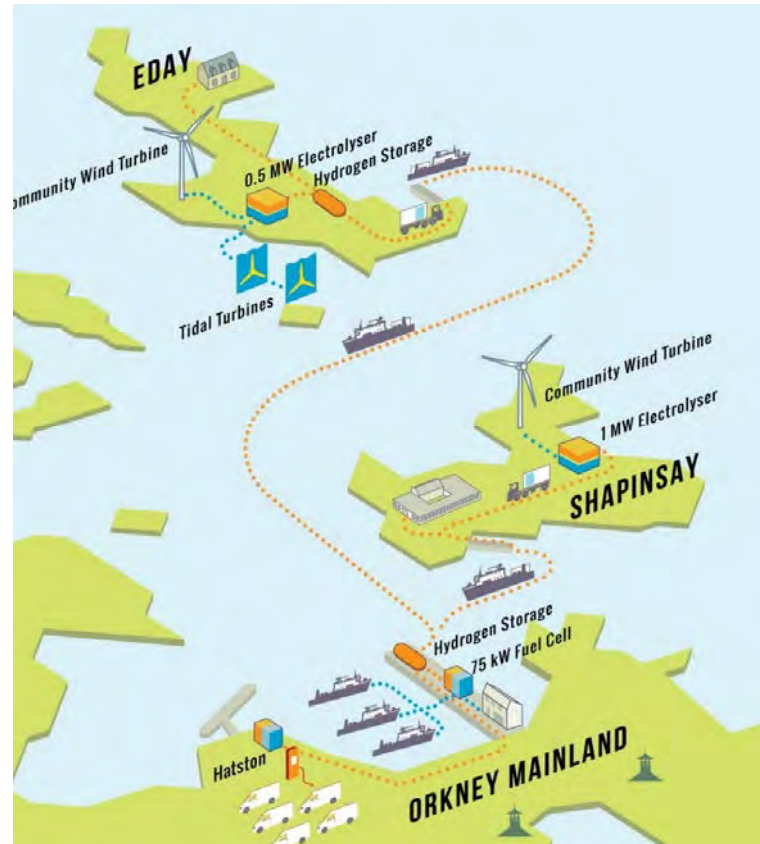 EDAY
ommunity Wind Turbine
0.5 MW Electrolyser
Hydrogen Storage
Tidal Turbines
Community Wind Turbine
1 MW Electrolyser
SHAPINSAY
Hydrogen Storage
75 kW Fuel Cell
Hatston
ORKNEY MAINLAND